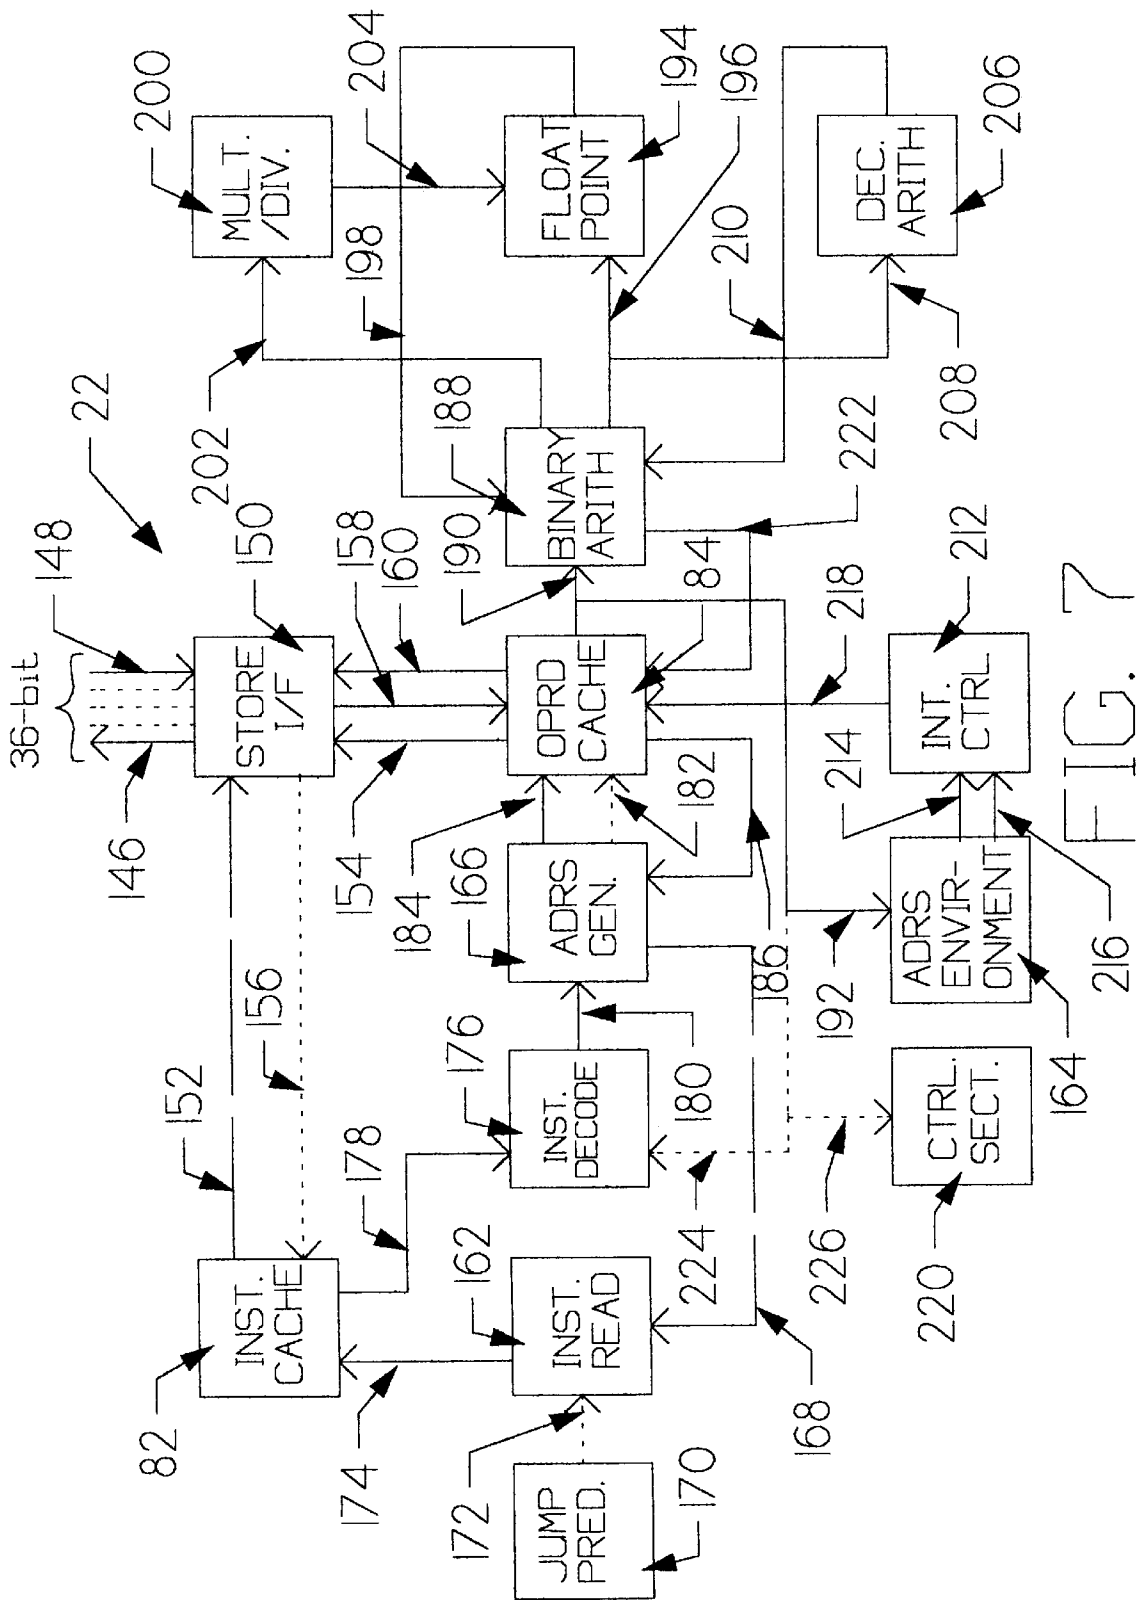 36-bit
148
22
200
204
146
150
202
198
STORE
I/F
MULT.
/DIV.
152
156
154
158
160
190
188
194
196
82
INST.
CACHE
178
176
166
184
OPRD
CACHE
BINARY
ARITH
FLOAT
POINT
174
162
INST.
DECODE
ADRS
GEN.
182
84
222
210
172
INST.
READ
180
186
218
208
206
JUMP
PRED.
170
168
224
226
192
214
212
DEC.
ARITH
220
CTRL.
SECT.
164
ADRS
ENVIR-
ONMENT
216
INT.
CTRL.
FIG. 7